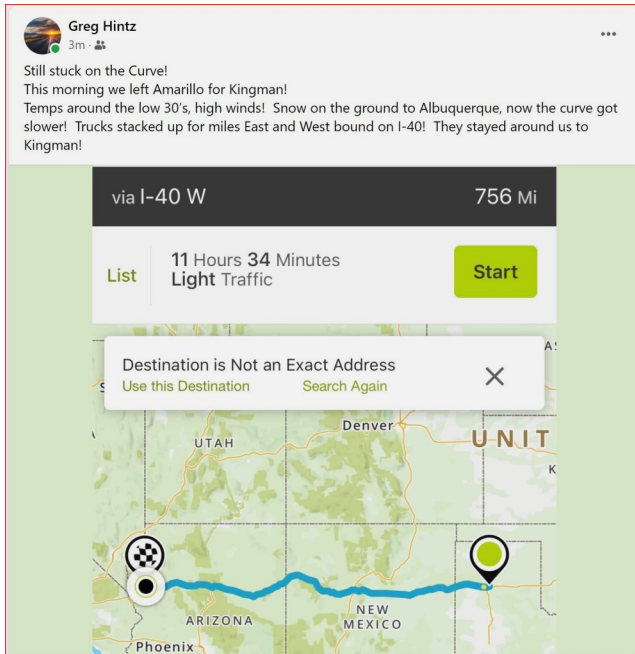 Greg Hintz
3m ·
Still stuck on the Curve!
This morning we left Amarillo for Kingman!
Temps around the low 30's, high winds! Snow on the ground to Albuquerque, now the curve got
slower! Trucks stacked up for miles East and West bound on I-40! They stayed around us to
Kingman!
via I-40 W 756 Mi
11 Hours 34 Minutes
List
Light Traffic
Start
Destination is Not an Exact Address
Use this Destination Search Again
A:
S
Denver
UTAH
UNIT
K
ARIZONA
NEW
MEXICO
Phoenix